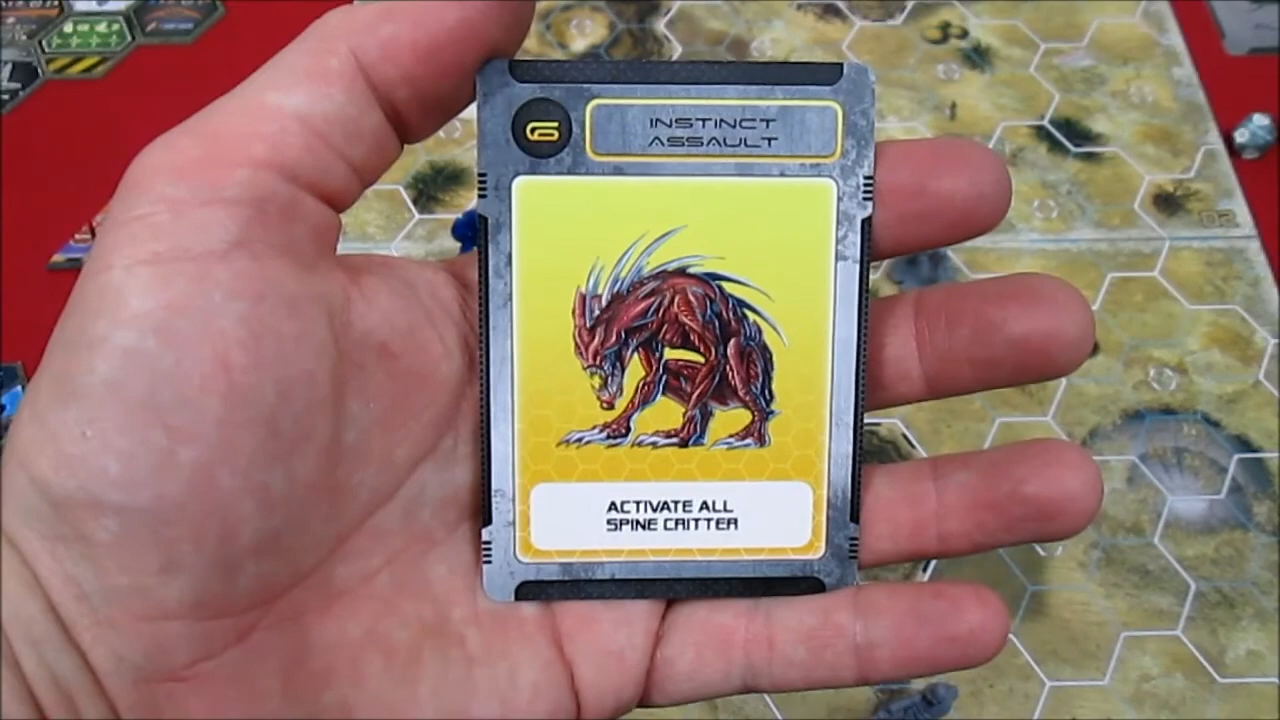 6
INSTINCT
ASSAULT
ACTIVATE ALL
SPINE CRITTER